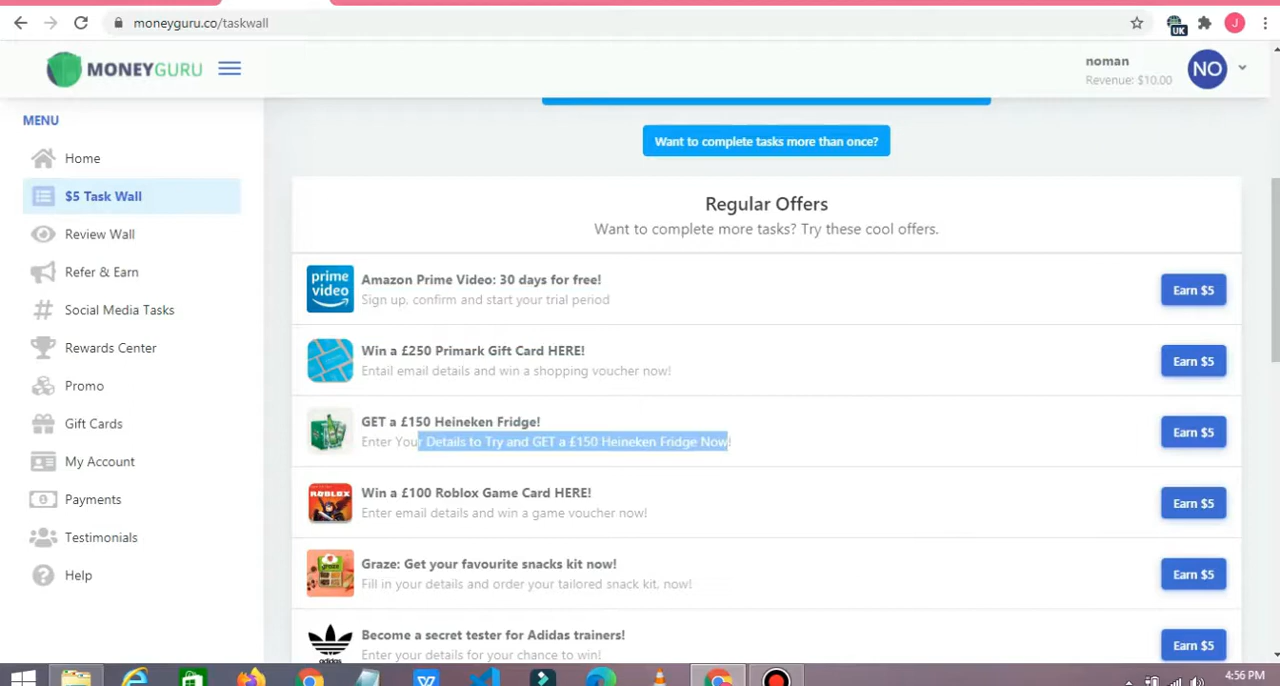 moneyguru.co/taskwall
UK
J
MONEYGURU
noman
Revenue: $10.00
NO
MENU
Home
$5 Task Wall
Review Wall
Refer & Earn
Social Media Tasks
Rewards Center
Promo
Gift Cards
My Account
Payments
Testimonials
Help
Want to complete tasks more than once?
Regular Offers
Want to complete more tasks? Try these cool offers.
prime
video
Amazon Prime Video: 30 days for free!
Sign up, confirm and start your trial period
Earn $5
Win a £250 Primark Gift Card HERE!
Entail email details and win a shopping voucher now!
Earn $5
GET a £150 Heineken Fridge!
Enter Your Details to Try and GET a £150 Heineken Fridge Now!
Earn $5
ROBLOX
Win a £100 Roblox Game Card HERE!
Enter email details and win a game voucher now!
Earn $5
Graze: Get your favourite snacks kit now!
Fill in your details and order your tailored snack kit, now!
Earn $5
adidas
Become a secret tester for Adidas trainers!
Enter your details for your chance to win!
Earn $5
4:56 PM